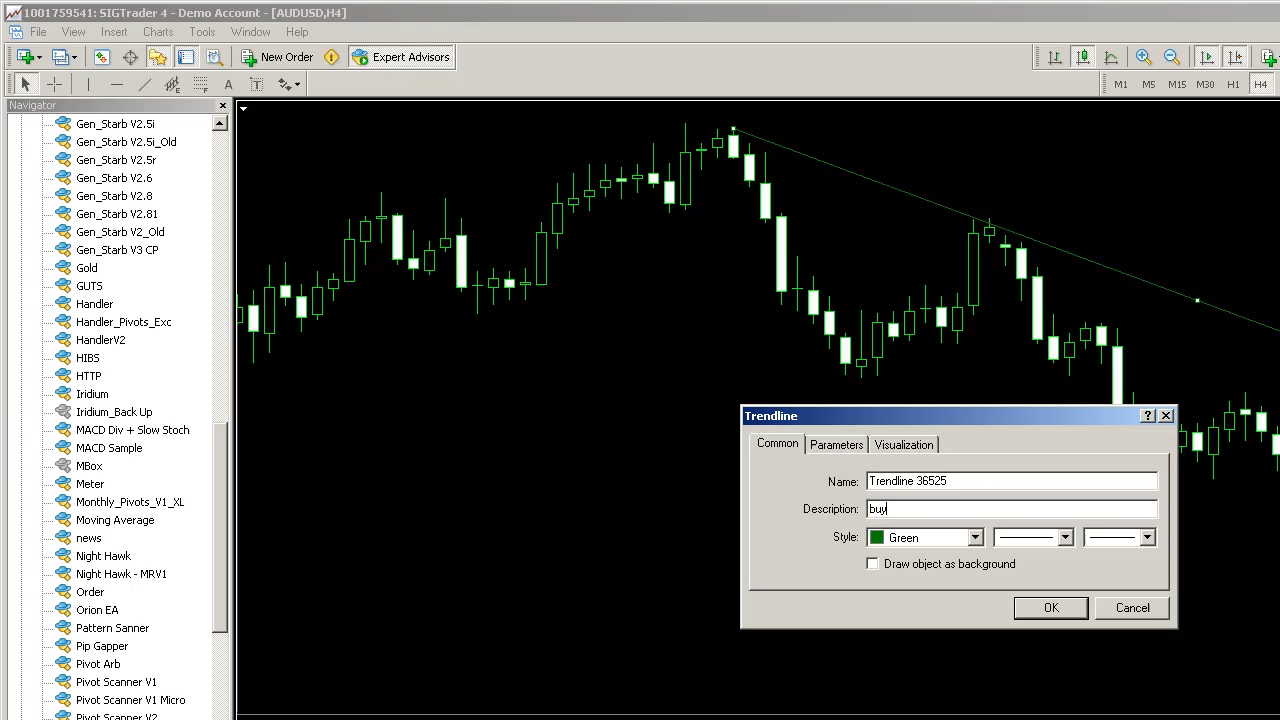 1001759541: SIGTrader 4 - Demo Account - [AUDUSD,H4]
File View Insert Charts Tools Window Help
New Order Expert Advisors
A T M1 M5 M15 M30 H1 H4
Navigator
Gen_Starb V2.5i
Gen_Starb V2.5i_Old
Gen_Starb V2.5r
Gen_Starb V2.6
Gen_Starb V2.8
Gen_Starb V2.81
Gen_Starb V2_Old
Gen_Starb V3 CP
Gold
GUTS
Handler
Handler_Pivots_Exc
HandlerV2
HIBS
HTTP
Iridium
Iridium_Back Up
MACD Div + Slow Stoch
MACD Sample
MBox
Meter
Monthly_Pivots_V1_XL
Moving Average
news
Night Hawk
Night Hawk - MRV1
Order
Orion EA
Pattern Sanner
Pip Gapper
Pivot Arb
Pivot Scanner V1
Pivot Scanner V1 Micro
Pivot Scanner V2
Trendline
Common Parameters Visualization
Name: Trendline 36525
Description: buy
Style: Green
Draw object as background
OK Cancel